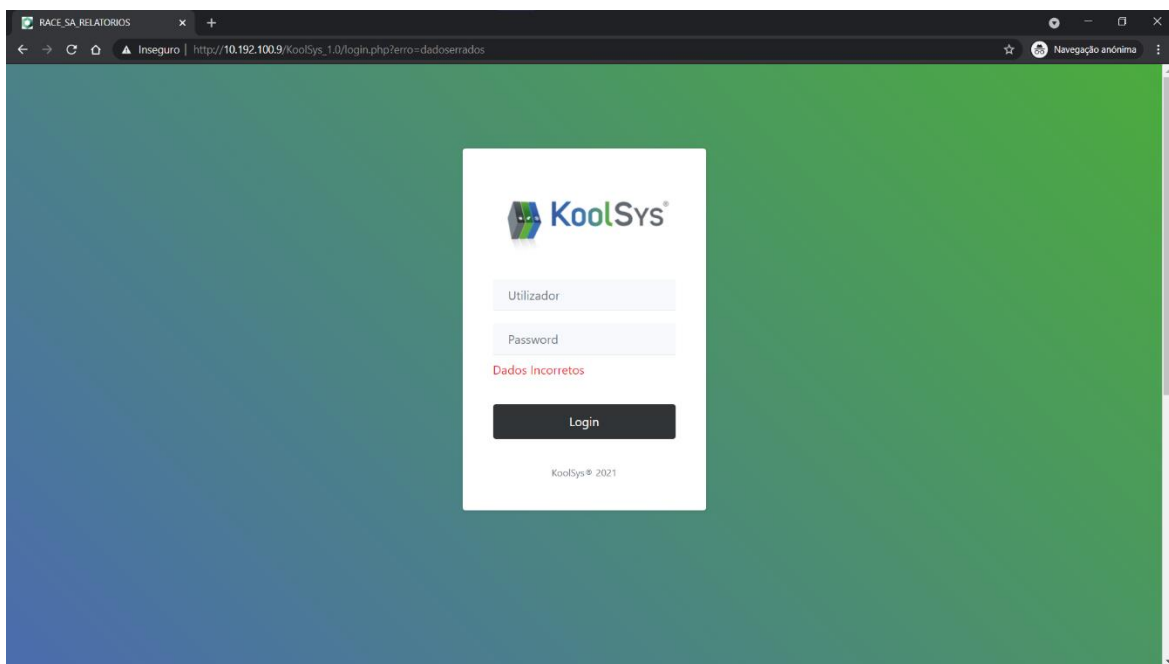 RACE_SA_RELATORIOS
Inseguro | http://10.192.100.9/KoolSys_1.0/login.php?erro=dadoserrados
Navegação anónima
KoolSys®
Utilizador
Password
Dados Incorretos
Login
KoolSys® 2021